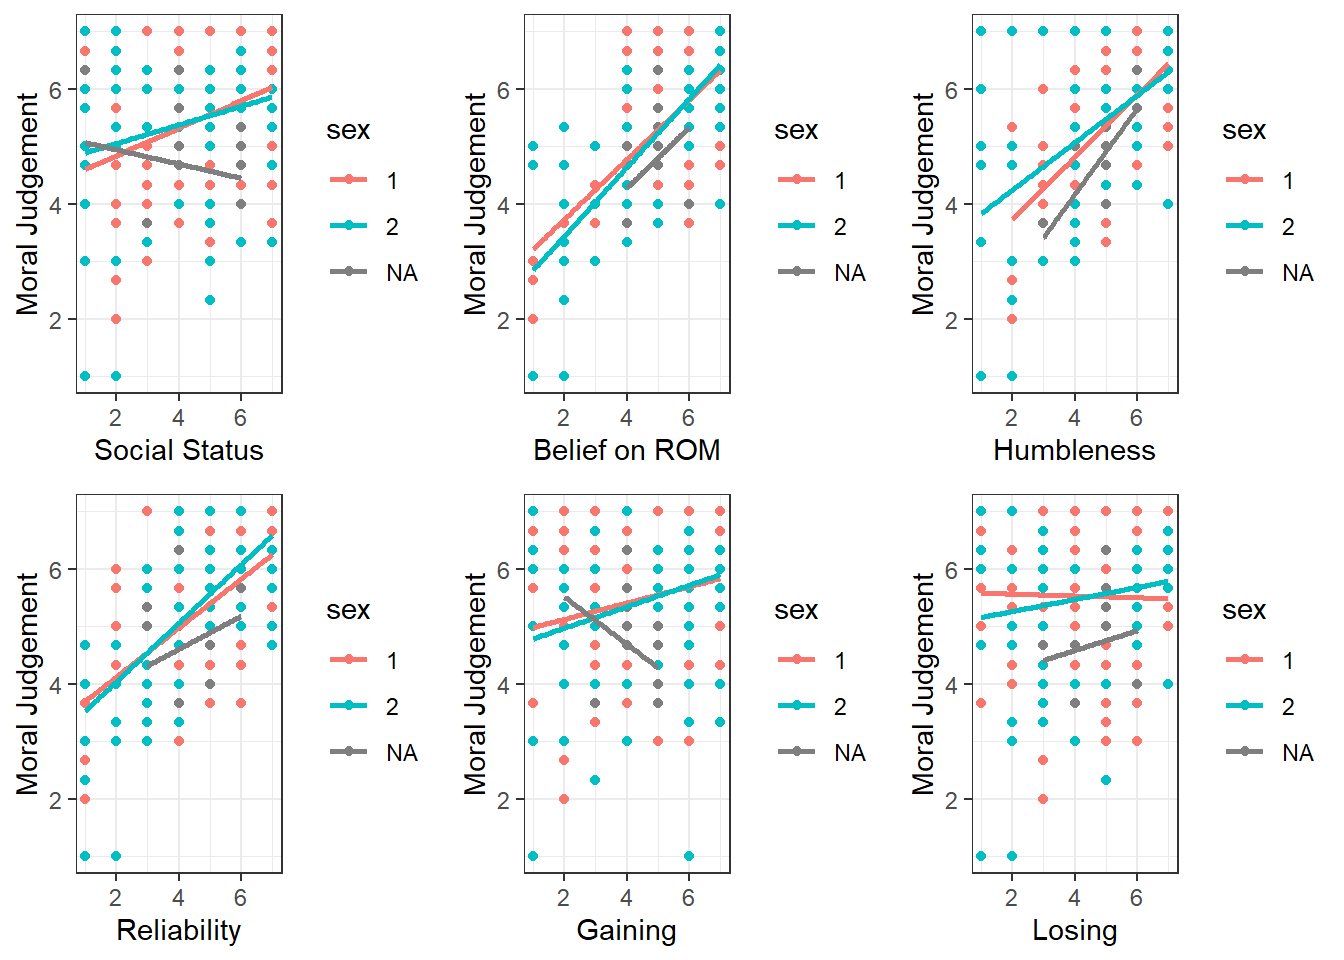 Moral Judgement
6
4
2
2 4 6
Social Status
sex
1
2
NA
Moral Judgement
6
4
2
2 4 6
Belief on ROM
sex
1
2
NA
Moral Judgement
6
4
2
2 4 6
Humbleness
sex
1
2
NA
Moral Judgement
6
4
2
2 4 6
Reliability
sex
1
2
NA
Moral Judgement
6
4
2
2 4 6
Gaining
sex
1
2
NA
Moral Judgement
6
4
2
2 4 6
Losing
sex
1
2
NA